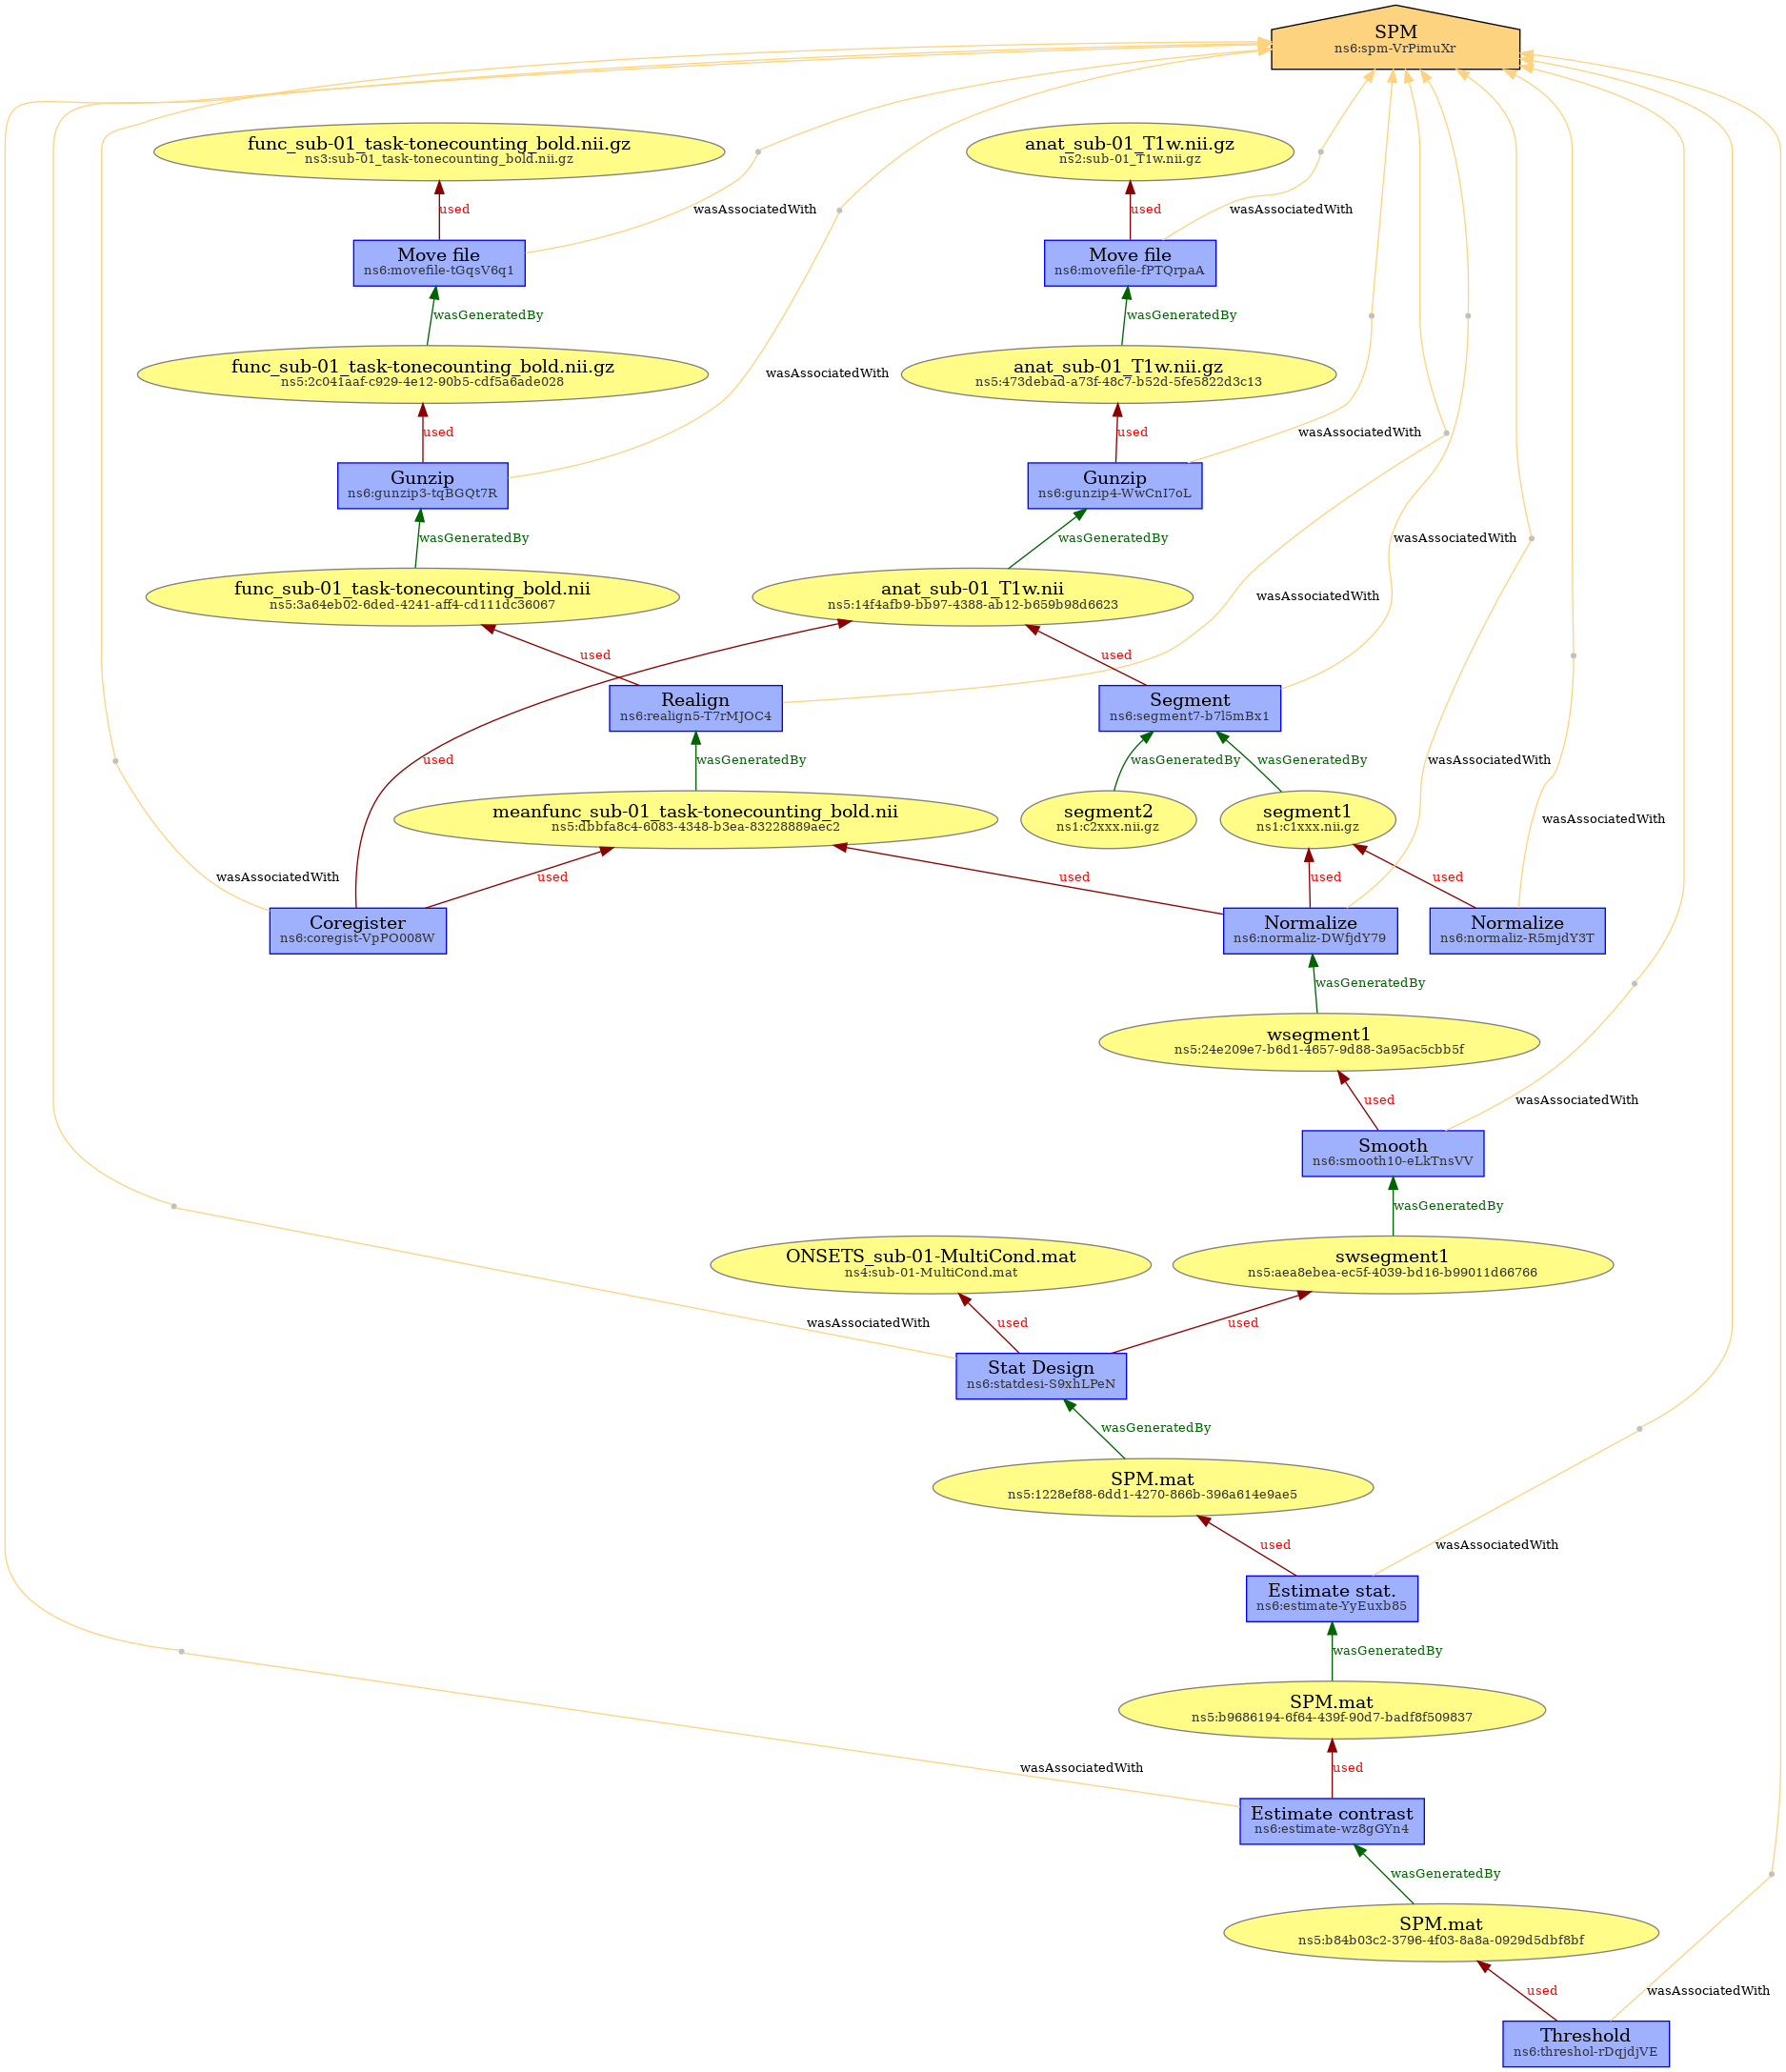 SPM
ns6:spm-VrPimuXr
func_sub-01_task-tonecounting_bold.nii.gz
ns3:sub-01_task-tonecounting_bold.nii.gz
anat_sub-01_T1w.nii.gz
ns2:sub-01_T1w.nii.gz
used
wasAssociatedWith
used
wasAssociatedWith
Move file
ns6:movefile-tGqsV6q1
Move file
ns6:movefile-fPTQrpaA
wasGeneratedBy
wasGeneratedBy
func_sub-01_task-tonecounting_bold.nii.gz
ns5:2c041aaf-c929-4e12-90b5-cdf5a6ade028
wasAssociatedWith
anat_sub-01_T1w.nii.gz
ns5:473debad-a73f-48c7-b52d-5fe5822d3c13
used
used
wasAssociatedWith
Gunzip
ns6:gunzip3-tqBGQt7R
Gunzip
ns6:gunzip4-WwCnI7oL
wasGeneratedBy
wasGeneratedBy
wasAssociatedWith
func_sub-01_task-tonecounting_bold.nii
ns5:3a64eb02-6ded-4241-aff4-cd111dc36067
anat_sub-01_T1w.nii
ns5:14f4afb9-bb97-4388-ab12-b659b98d6623
wasAssociatedWith
used
used
Realign
ns6:realign5-T7rMJOC4
Segment
ns6:segment7-b7l5mBx1
used
wasGeneratedBy
wasGeneratedBy
wasGeneratedBy
wasAssociatedWith
meanfunc_sub-01_task-tonecounting_bold.nii
ns5:dbbfa8c4-6083-4348-b3ea-83228889aec2
segment2
ns1:c2xxx.nii.gz
segment1
ns1:c1xxx.nii.gz
wasAssociatedWith
wasAssociatedWith
used
used
used
used
Coregister
ns6:coregist-VpPO008W
Normalize
ns6:normaliz-DWfjdY79
Normalize
ns6:normaliz-R5mjdY3T
wasGeneratedBy
wsegment1
ns5:24e209e7-b6d1-4657-9d88-3a95ac5cbb5f
used
wasAssociatedWith
Smooth
ns6:smooth10-eLkTnsVV
wasGeneratedBy
ONSETS_sub-01-MultiCond.mat
ns4:sub-01-MultiCond.mat
swsegment1
ns5:aea8ebea-ec5f-4039-bd16-b99011d66766
wasAssociatedWith
used
used
Stat Design
ns6:statdesi-S9xhLPeN
wasGeneratedBy
SPM.mat
ns5:1228ef88-6dd1-4270-866b-396a614e9ae5
used
wasAssociatedWith
Estimate stat.
ns6:estimate-YyEuxb85
wasGeneratedBy
SPM.mat
ns5:b9686194-6f64-439f-90d7-badf8f509837
wasAssociatedWith
used
Estimate contrast
ns6:estimate-wz8gGYn4
wasGeneratedBy
SPM.mat
ns5:b84b03c2-3796-4f03-8a8a-0929d5dbf8bf
used
wasAssociatedWith
Threshold
ns6:threshol-rDqjdjVE